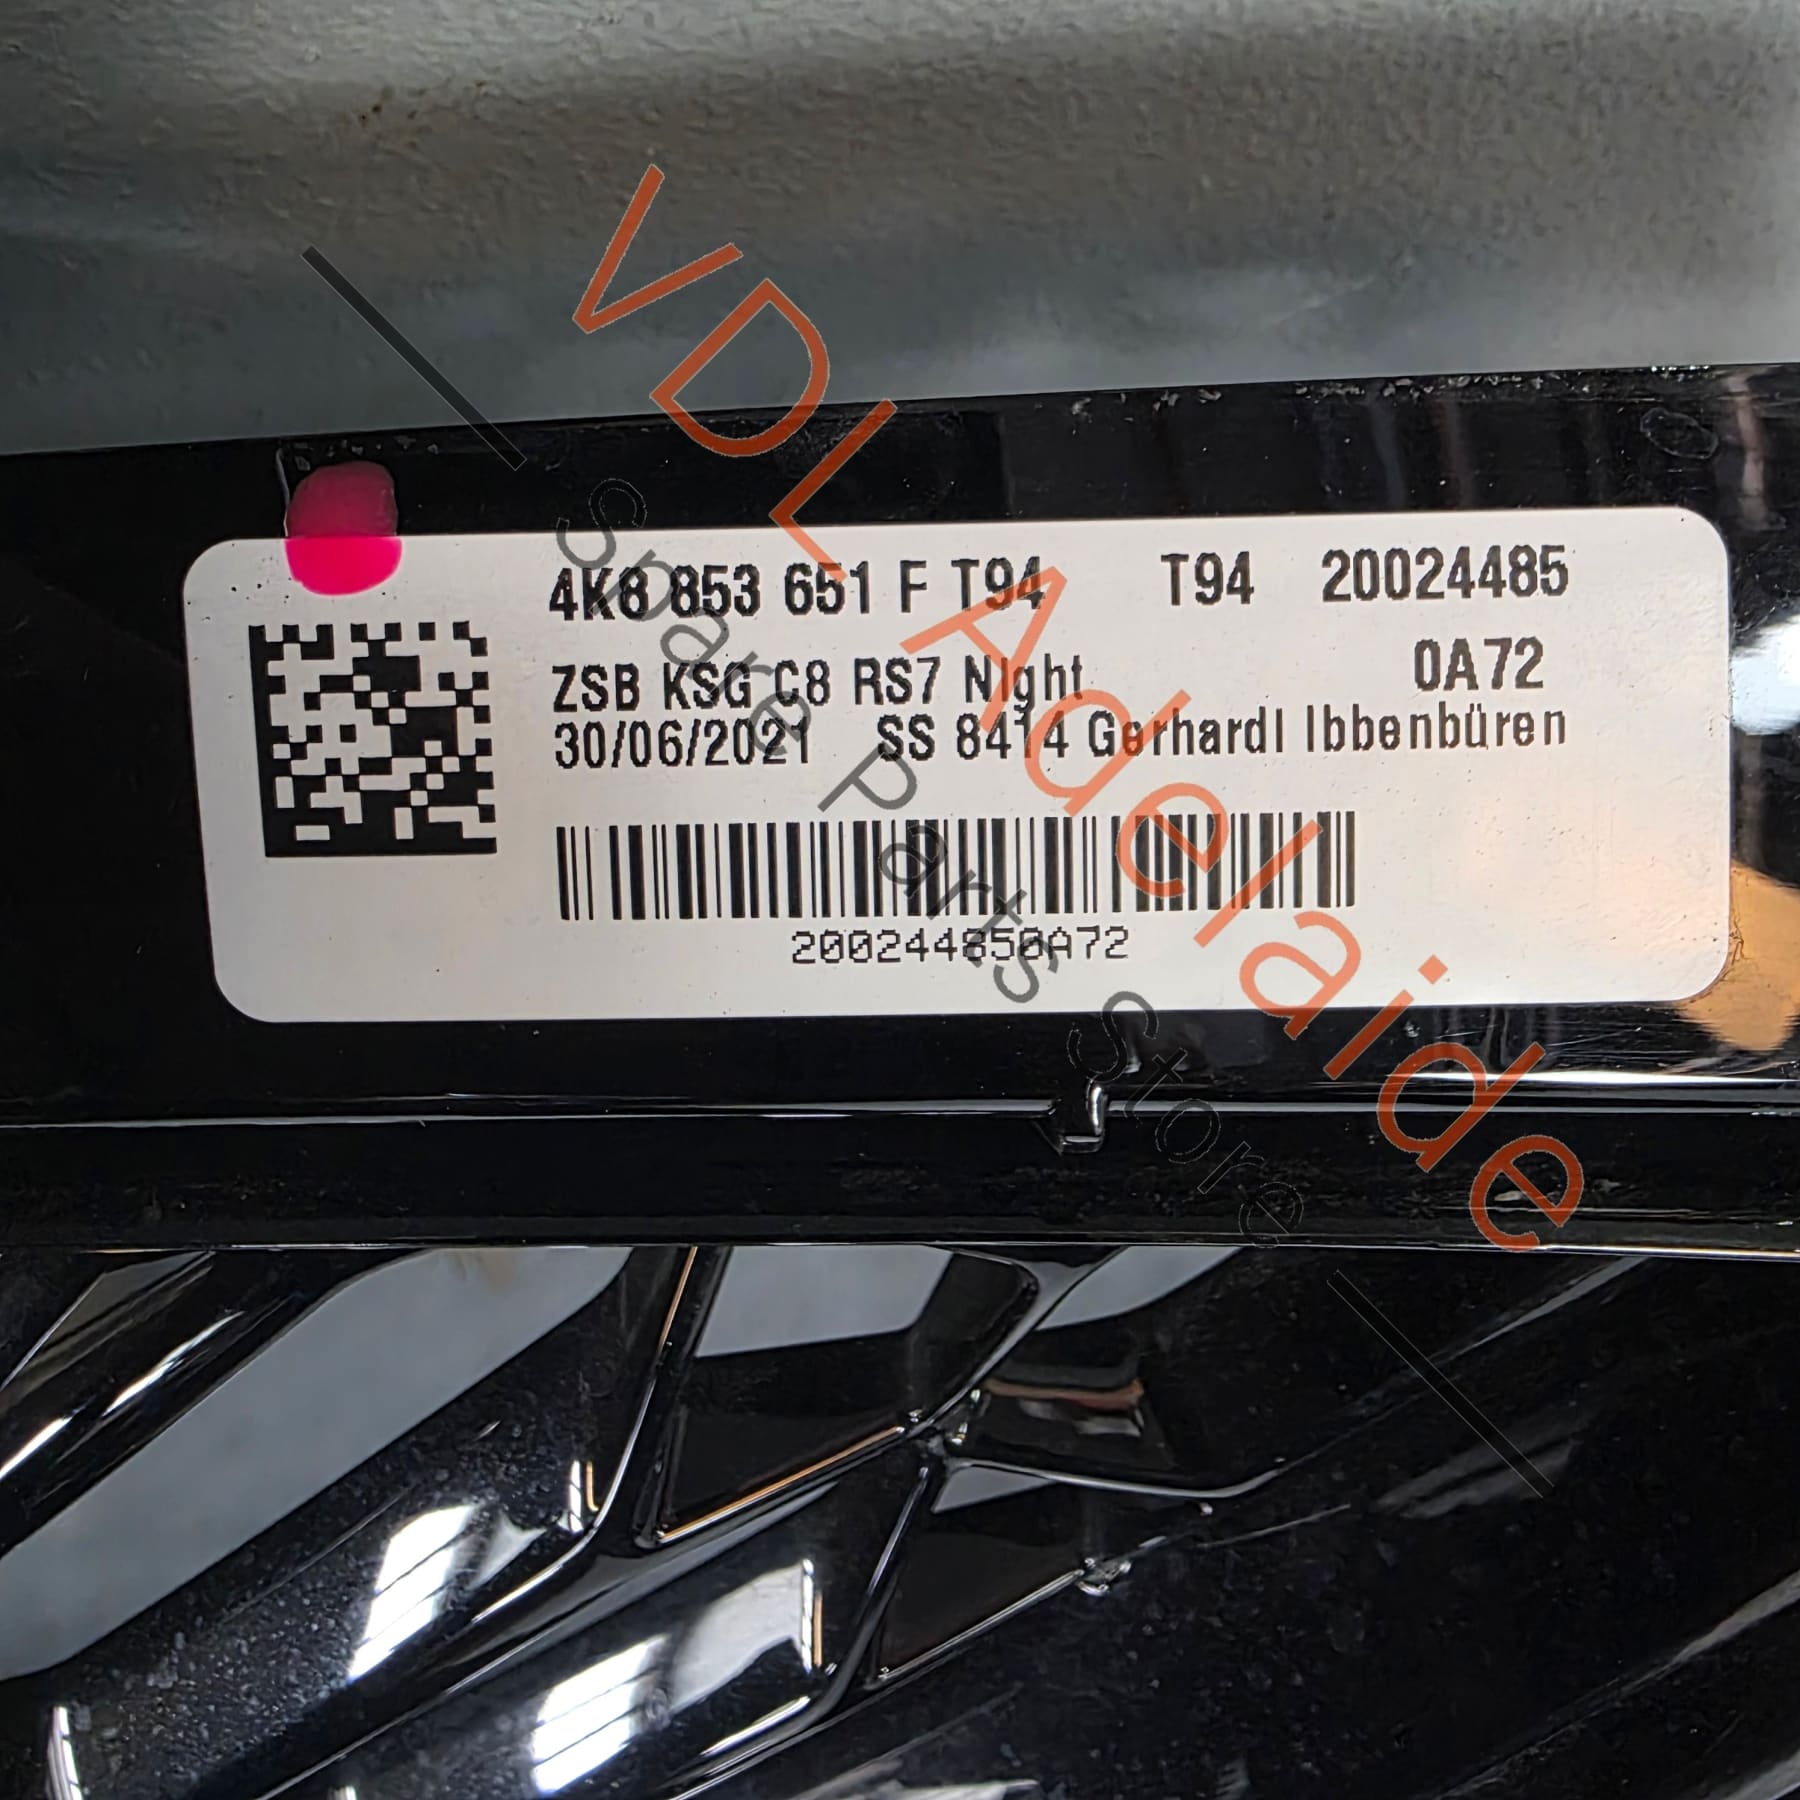 4K8 853 651 F T94 T94 20024485
ZSB KSG C8 RS7 Night 0A72
30/06/2021 SS 8414 Gerhardi Ibbenbüren
200244850A72
VDL Adelaide
Spare Parts Store